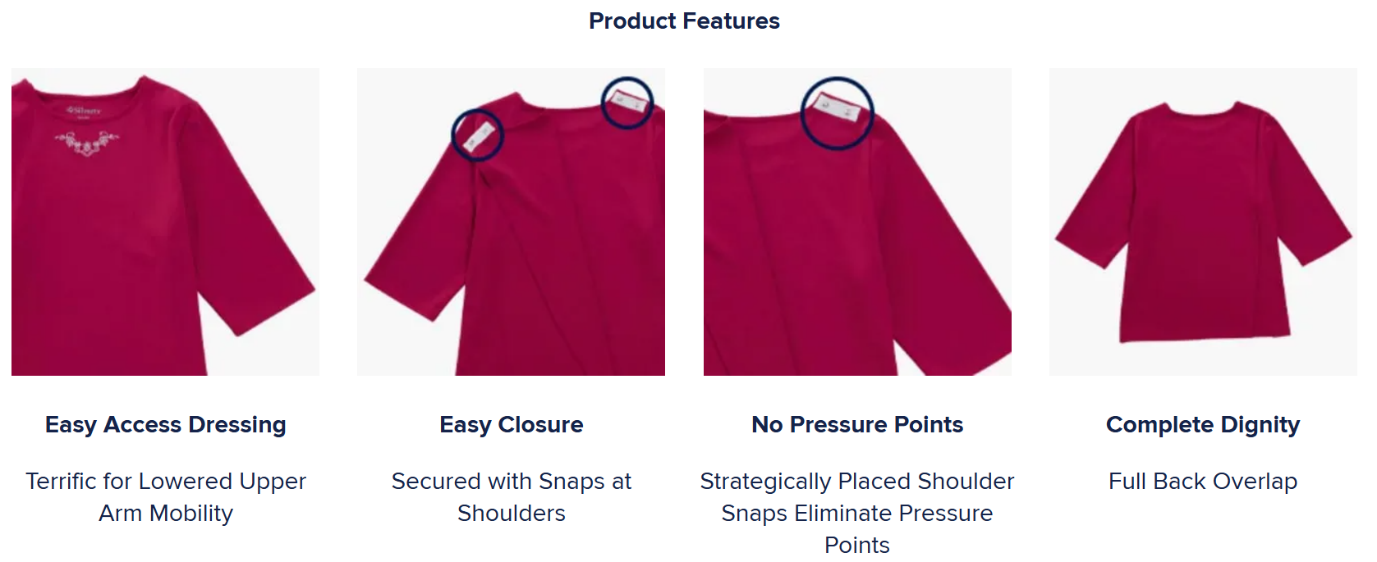 Product Features
Silvert's
Easy Access Dressing
Terrific for Lowered Upper
Arm Mobility
Easy Closure
Secured with Snaps at
Shoulders
No Pressure Points
Strategically Placed Shoulder
Snaps Eliminate Pressure
Points
Complete Dignity
Full Back Overlap